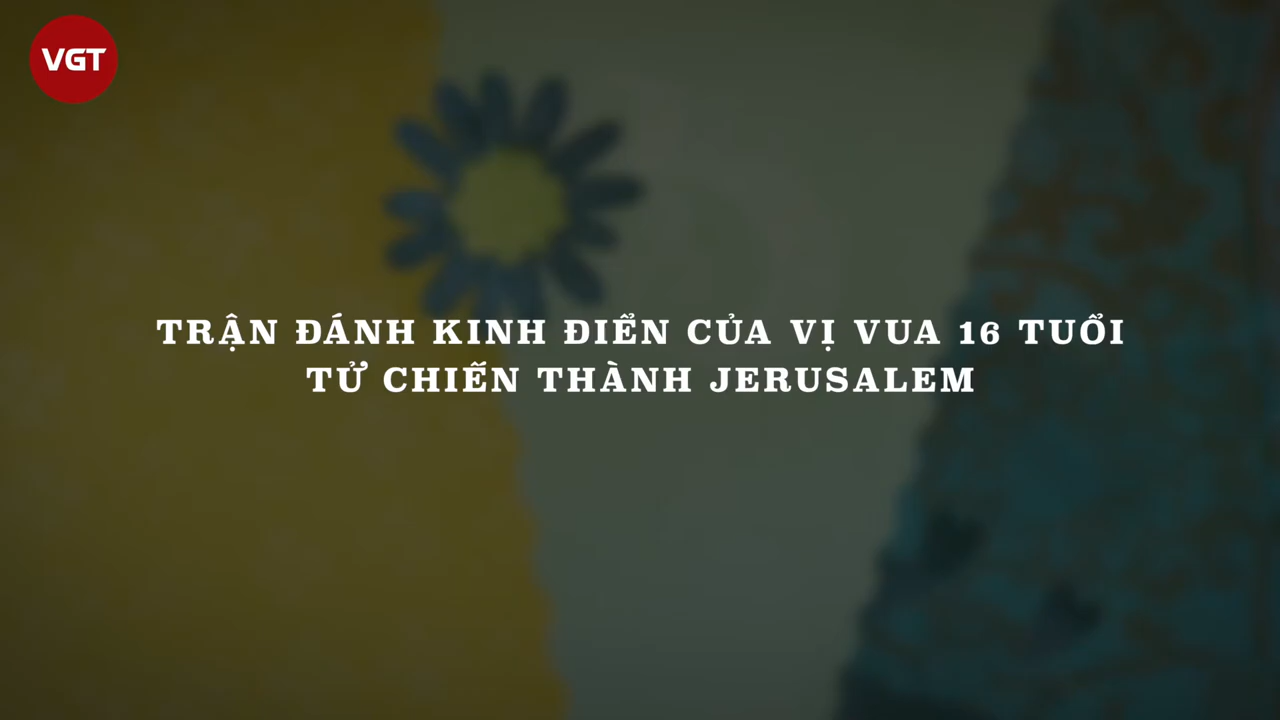 VGT
TRẬN ĐÁNH KINH ĐIỂN CỦA VỊ VUA 16 TUỔI
TỬ CHIẾN THÀNH JERUSALEM